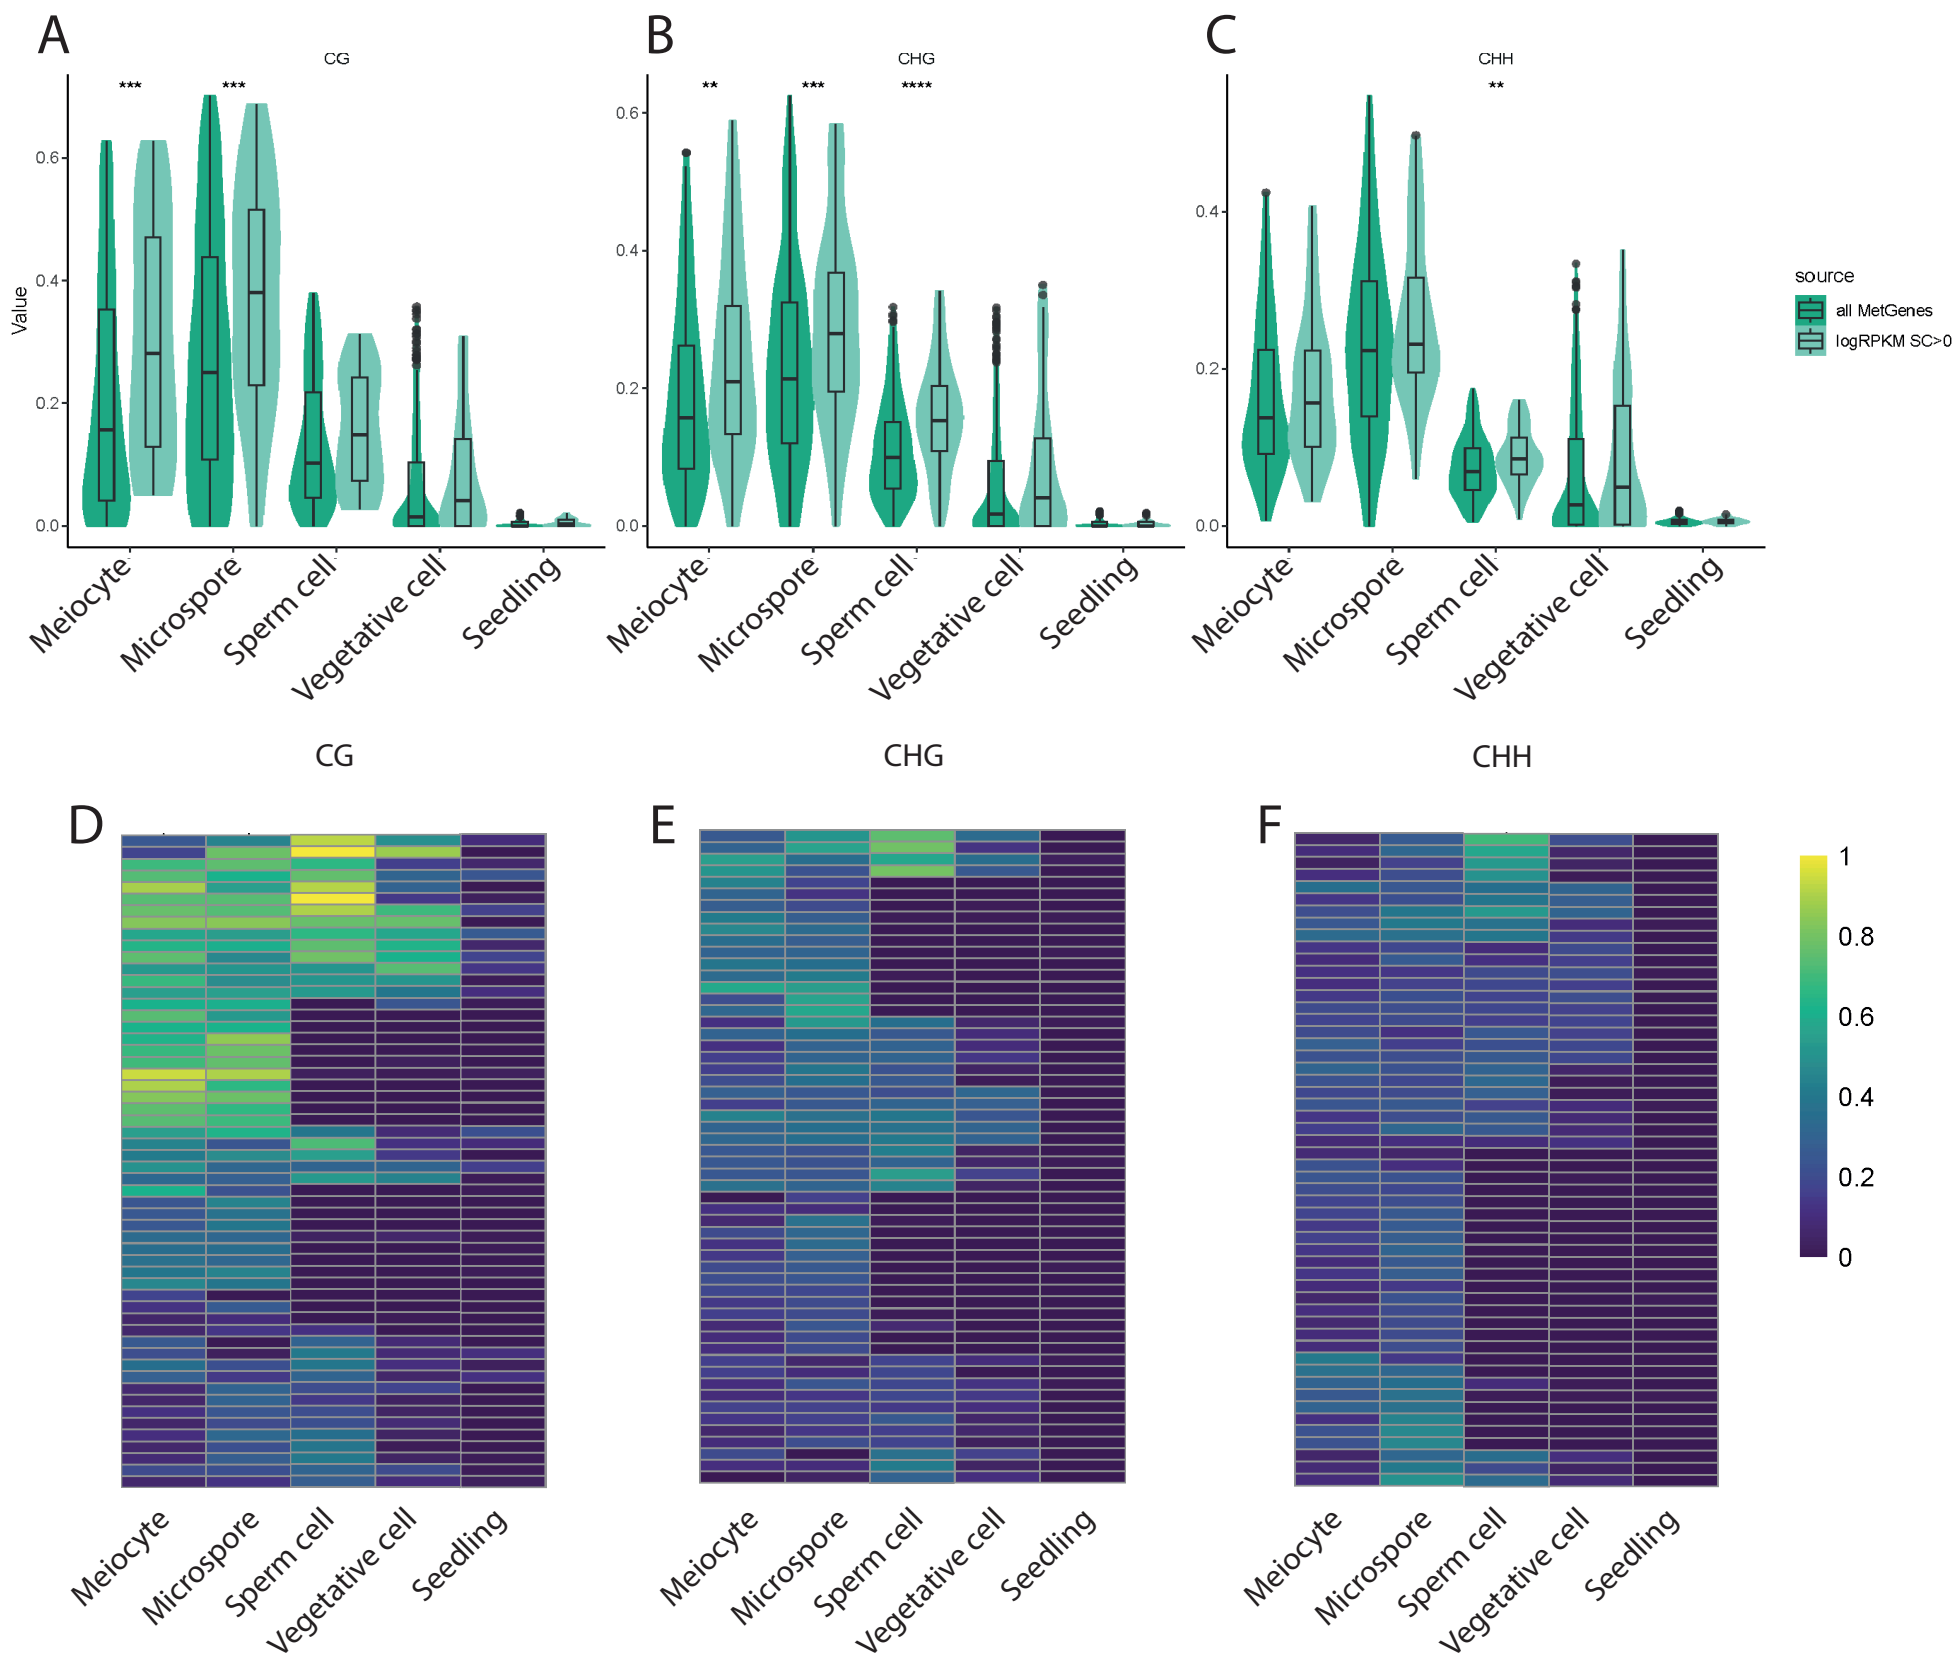 A
B
C
CG
CHG
CHH
***
***
**
***
****
**
Value
0.6
0.4
0.2
0.0
0.6
0.4
0.2
0.0
0.4
0.2
0.0
source
all MetGenes
logRPKM SC>0
Meiocyte
Microspore
Sperm cell
Vegetative cell
Seedling
Meiocyte
Microspore
Sperm cell
Vegetative cell
Seedling
Meiocyte
Microspore
Sperm cell
Vegetative cell
Seedling
CG
CHG
CHH
D
E
F
1
0.8
0.6
0.4
0.2
0
Meiocyte
Microspore
Sperm cell
Vegetative cell
Seedling
Meiocyte
Microspore
Sperm cell
Vegetative cell
Seedling
Meiocyte
Microspore
Sperm cell
Vegetative cell
Seedling